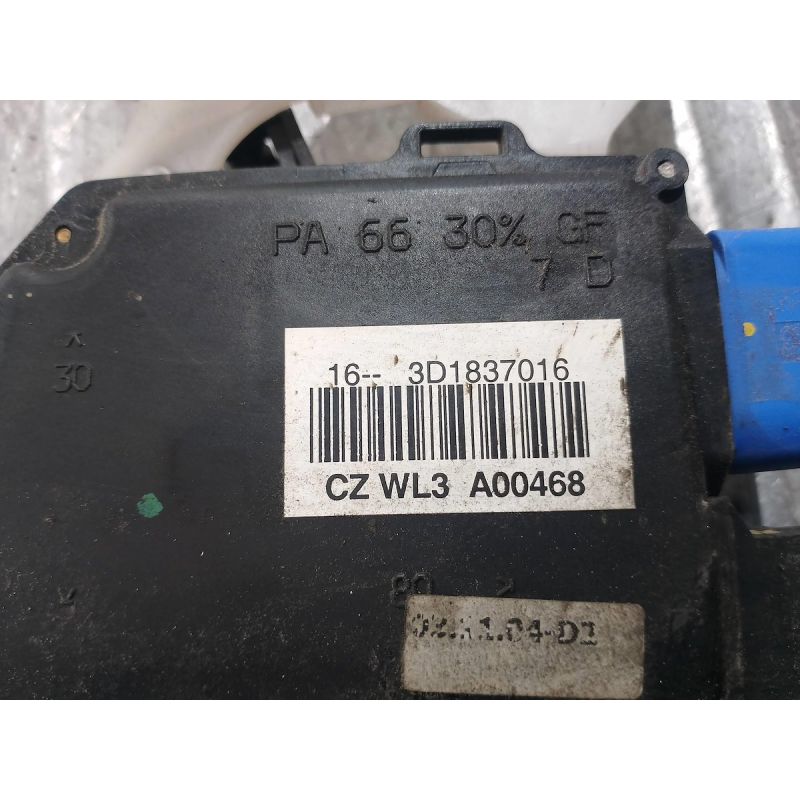 PA 66 30% GF
7 D
30
16-- 3D1837016
CZ WL3 A00468
80